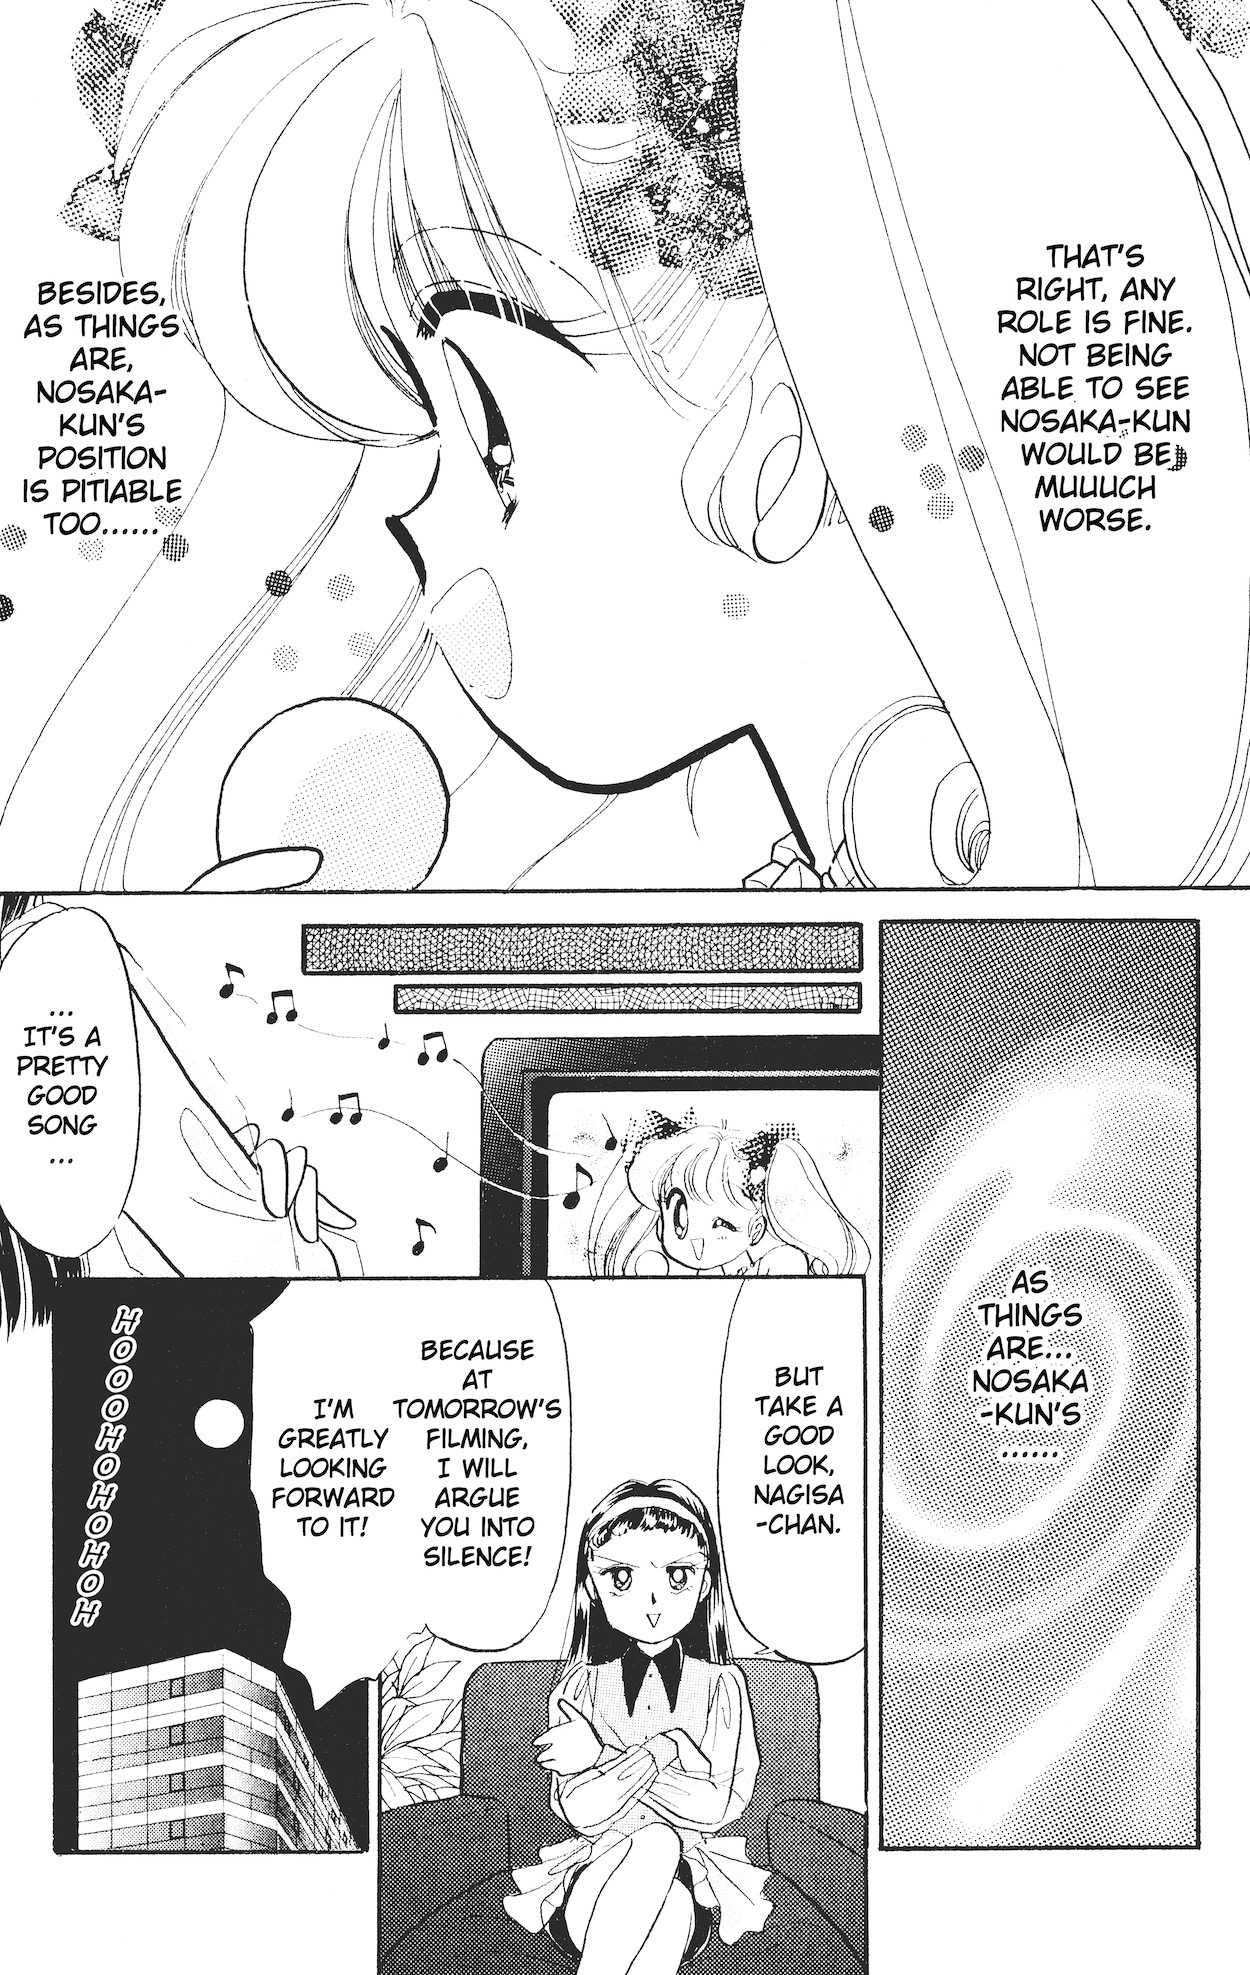 THAT'S
RIGHT, ANY
ROLE IS FINE.
NOT BEING
ABLE TO SEE
NOSAKA-KUN
WOULD BE
MUUUCH
WORSE.
BESIDES,
AS THINGS
ARE,
NOSAKA-
KUN'S
POSITION
IS PITIABLE
TOO......
AS
THINGS
ARE...
NOSAKA
-KUN'S
......
...
IT'S A
PRETTY
GOOD
SONG
...
BUT
TAKE A
GOOD
LOOK,
NAGISA
-CHAN.
BECAUSE
AT
TOMORROW'S
FILMING,
I WILL
ARGUE
YOU INTO
SILENCE!
I'M
GREATLY
LOOKING
FORWARD
TO IT!
HOOOHOHOHOHOH